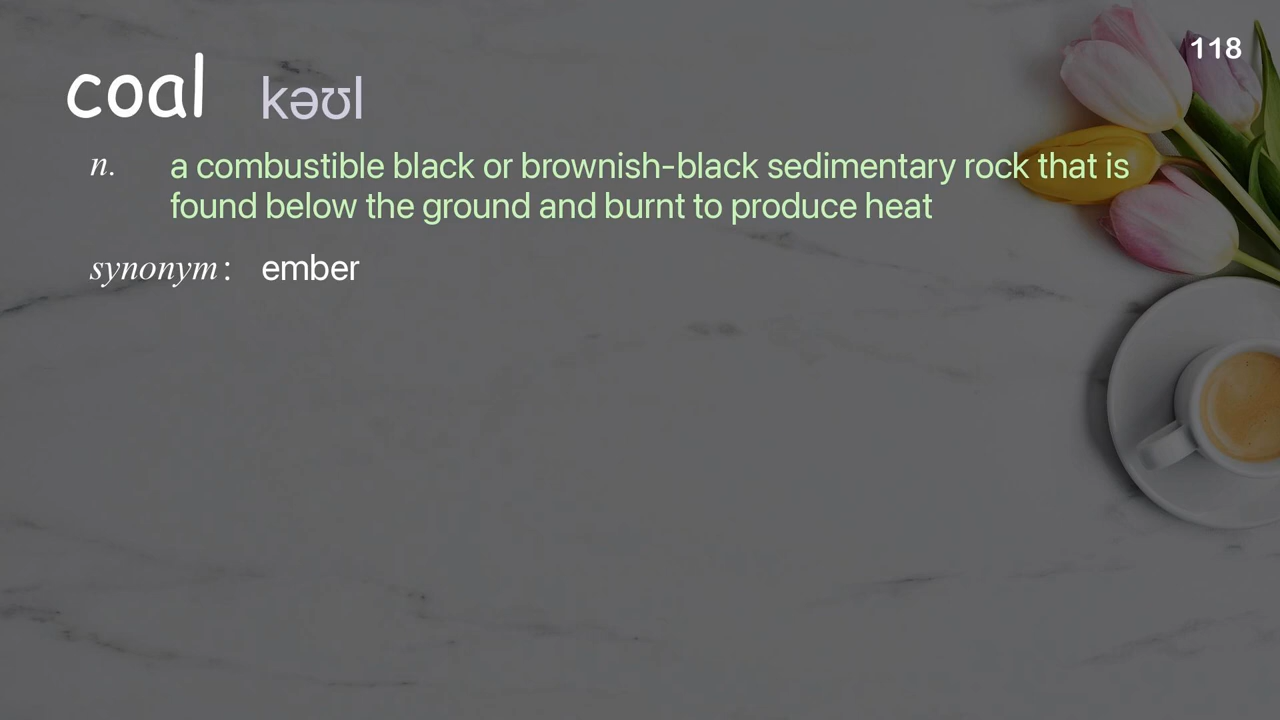 118
coal kəʊl
n. a combustible black or brownish-black sedimentary rock that is
found below the ground and burnt to produce heat
synonym: ember